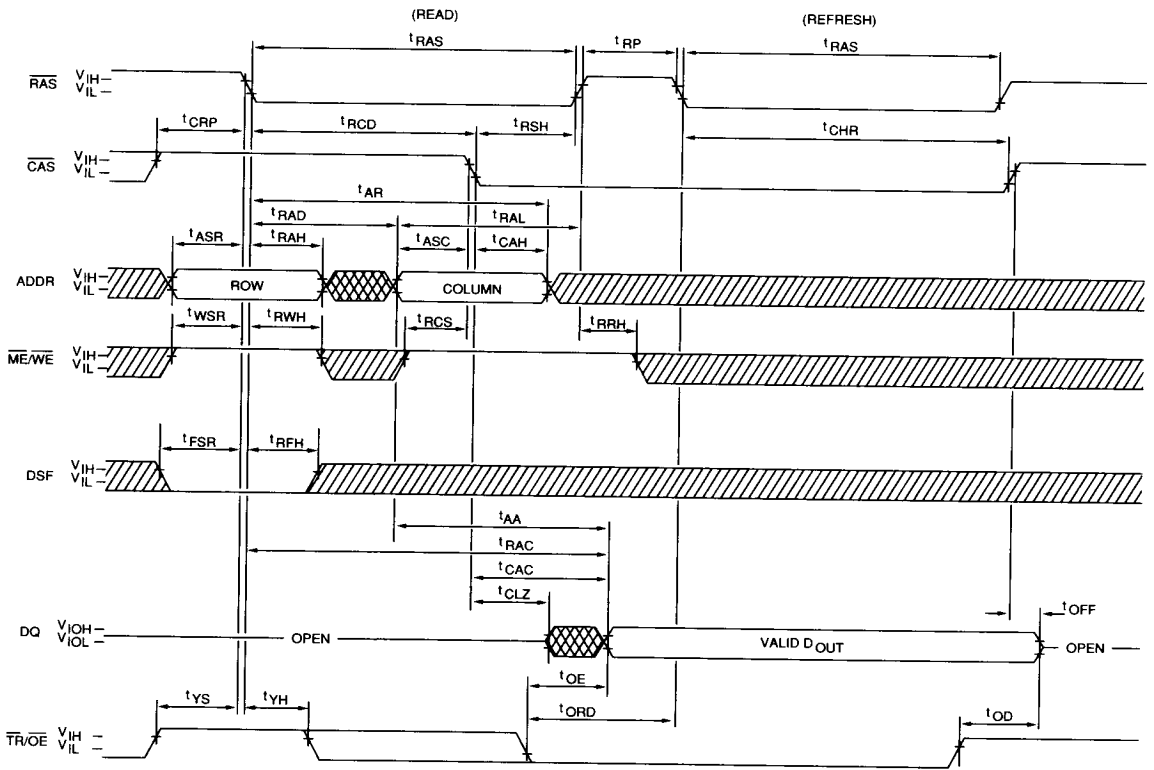 (READ) (REFRESH)
tRAS tRP tRAS
RAS VIH VIL
tCRP tRCD tRSH tCHR
CAS VIH VIL
tAR
tRAD tRAL
tASR tRAH tASC tCAH
ADDR VIH VIL ROW COLUMN
tWSR tRWH tRCS tRRH
ME/WE VIH VIL
tFSR tRFH
DSF VIH VIL
tAA
tRAC
tCAC
tCLZ tOFF
DQ VIOH VIOL OPEN VALID DOUT OPEN
tOE
tYS tYH tORD tOD
TR/OE VIH VIL